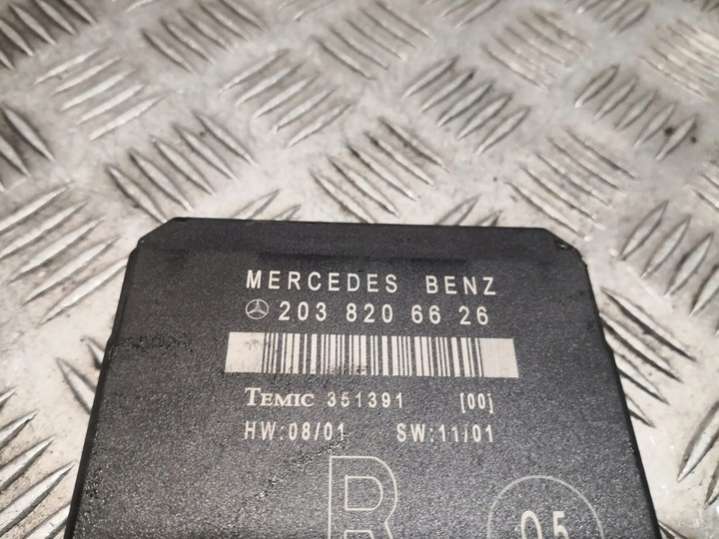 MERCEDES BENZ
203 820 66 26
TEMIC 351391 [00]
HW:08/01 SW:11/01
R
05